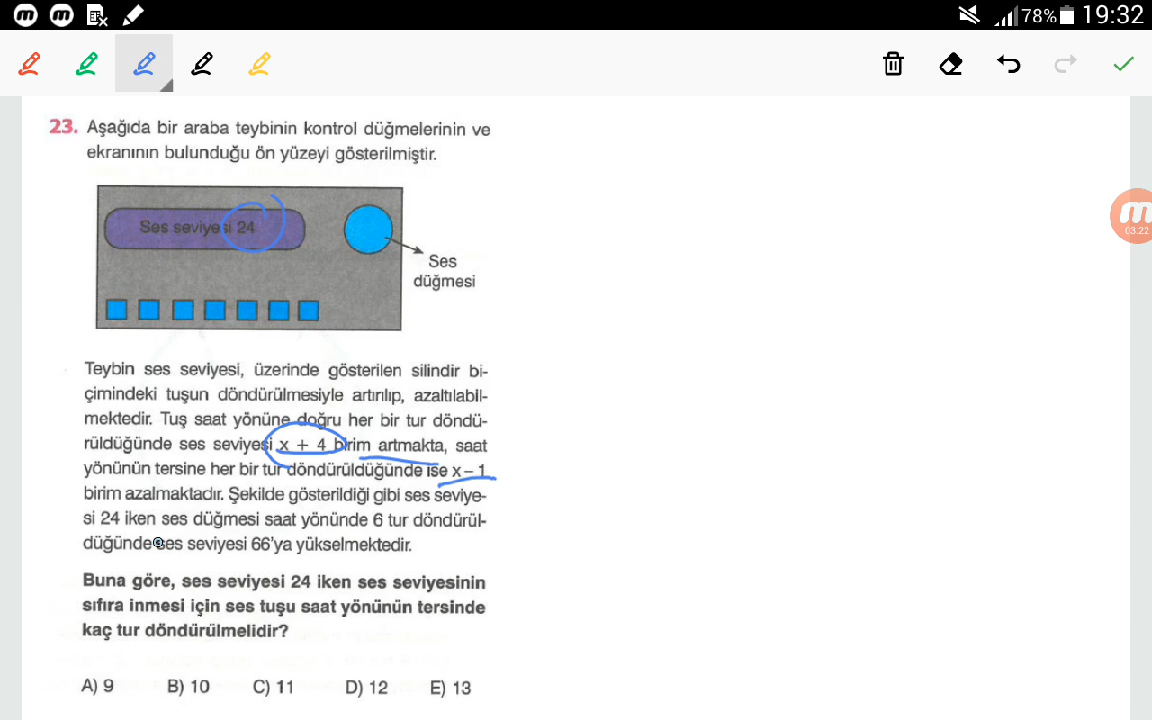 78% 19:32
23. Aşağıda bir araba teybinin kontrol düğmelerinin ve
ekranının bulunduğu ön yüzeyi gösterilmiştir.
Ses seviyesi 24
Ses
düğmesi
03:22
Teybin ses seviyesi, üzerinde gösterilen silindir bi-
çimindeki tuşun döndürülmesiyle artırılıp, azaltılabil-
mektedir. Tuş saat yönüne doğru her bir tur döndü-
rüldüğünde ses seviyesi x + 4 birim artmakta, saat
yönünün tersine her bir tur döndürüldüğünde ise x – 1
birim azalmaktadır. Şekilde gösterildiği gibi ses seviye-
si 24 iken ses düğmesi saat yönünde 6 tur döndürül-
düğünde ses seviyesi 66'ya yükselmektedir.
Buna göre, ses seviyesi 24 iken ses seviyesinin
sıfıra inmesi için ses tuşu saat yönünün tersinde
kaç tur döndürülmelidir?
A) 9 B) 10 C) 11 D) 12 E) 13